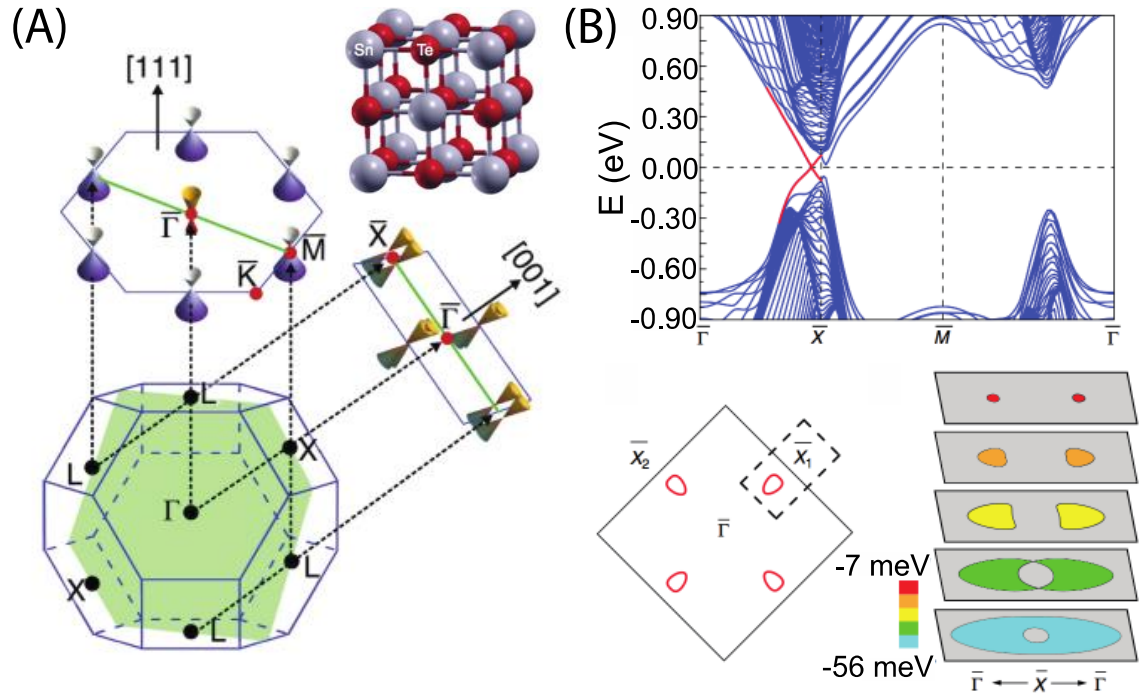 (A)
Sn Te
[111]
Γ̅
M̅
K̅
X̅
Γ̅
[001]
L
L
X
Γ
L
X
L
(B)
E (eV)
0.90
0.60
0.30
0.00
-0.30
-0.60
-0.90
Γ̅ X̅ M̅ Γ̅
X̅₂ X̅₁
Γ̅
-7 meV
-56 meV
Γ̅ ← X̅ → Γ̅